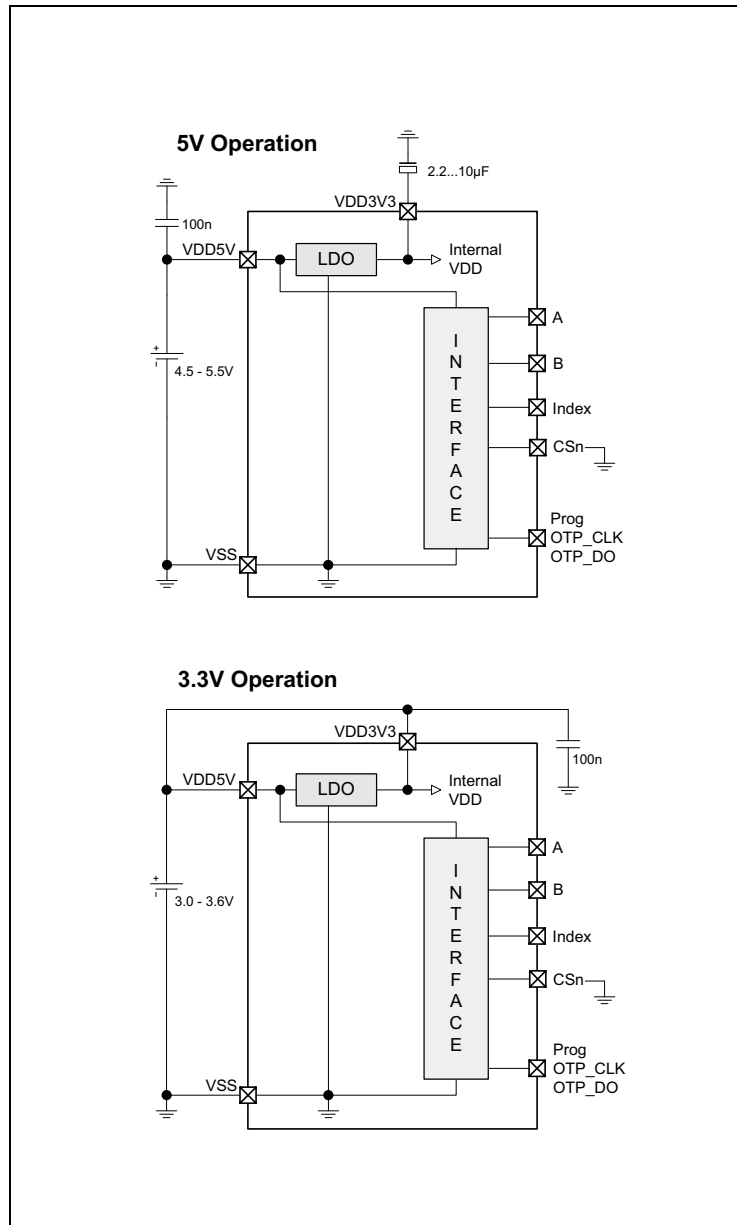 5V Operation
2.2...10µF
VDD3V3
100n
VDD5V
LDO
Internal
VDD
+
-
4.5 - 5.5V
INTERFACE
A
B
Index
CSn
Prog
OTP_CLK
OTP_DO
VSS
3.3V Operation
VDD3V3
100n
VDD5V
LDO
Internal
VDD
+
-
3.0 - 3.6V
INTERFACE
A
B
Index
CSn
Prog
OTP_CLK
OTP_DO
VSS